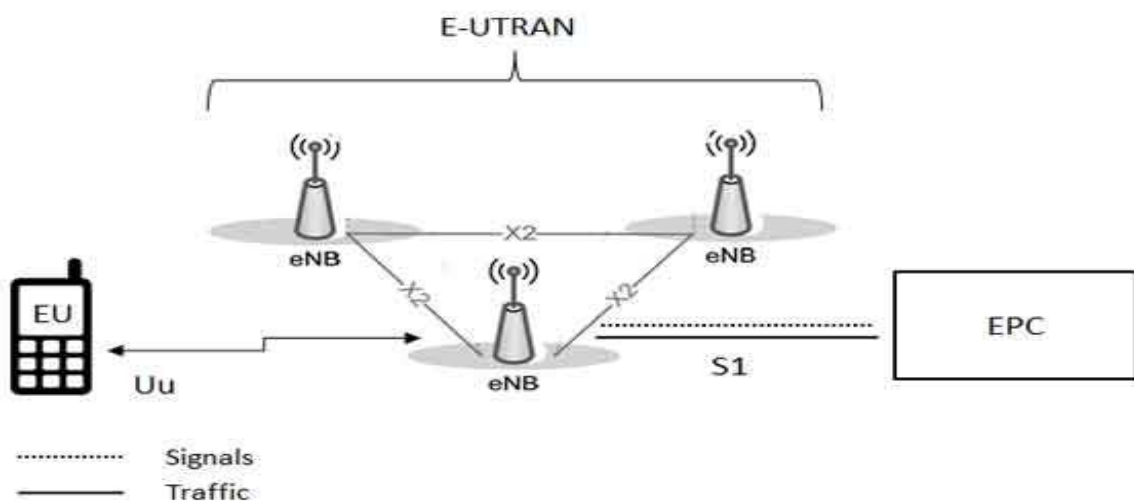 E-UTRAN
X2
eNB
eNB
X2
X2
EU
EPC
S1
Uu
eNB
Signals
Traffic